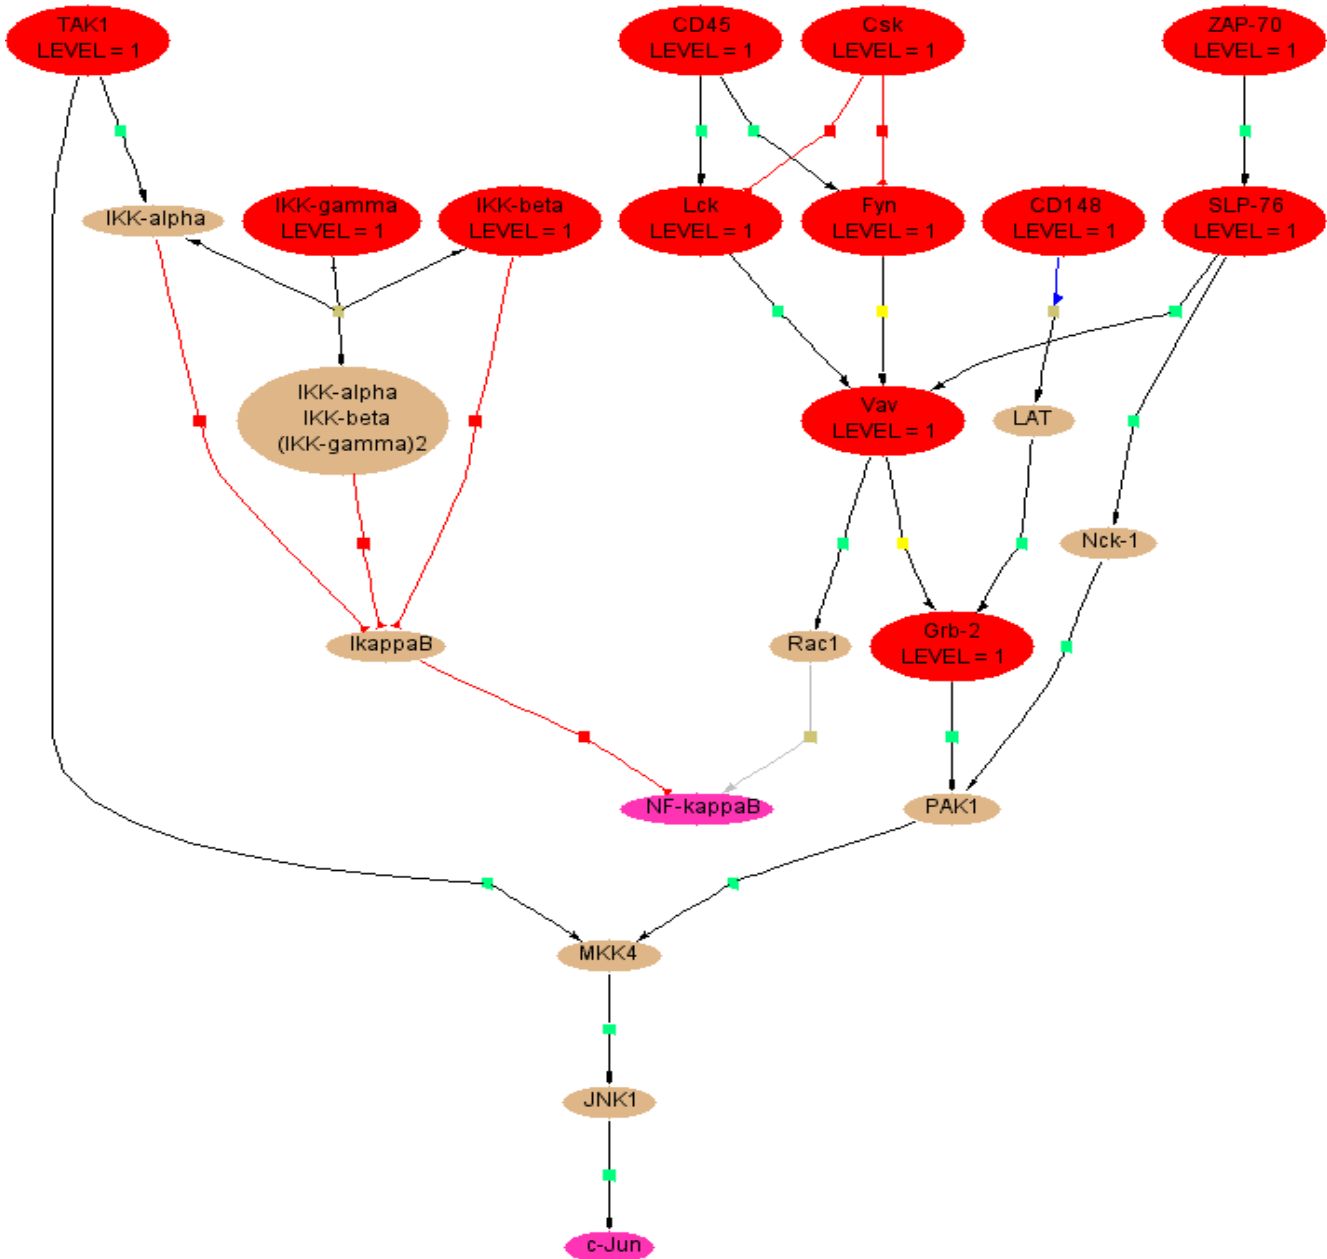 TAK1
LEVEL = 1
CD45
LEVEL = 1
Csk
LEVEL = 1
ZAP-70
LEVEL = 1
IKK-alpha
IKK-gamma
LEVEL = 1
IKK-beta
LEVEL = 1
Lck
LEVEL = 1
Fyn
LEVEL = 1
CD148
LEVEL = 1
SLP-76
LEVEL = 1
IKK-alpha
IKK-beta
(IKK-gamma)2
Vav
LEVEL = 1
LAT
Nck-1
IkappaB
Rac1
Grb-2
LEVEL = 1
NF-kappaB
PAK1
MKK4
JNK1
c-Jun